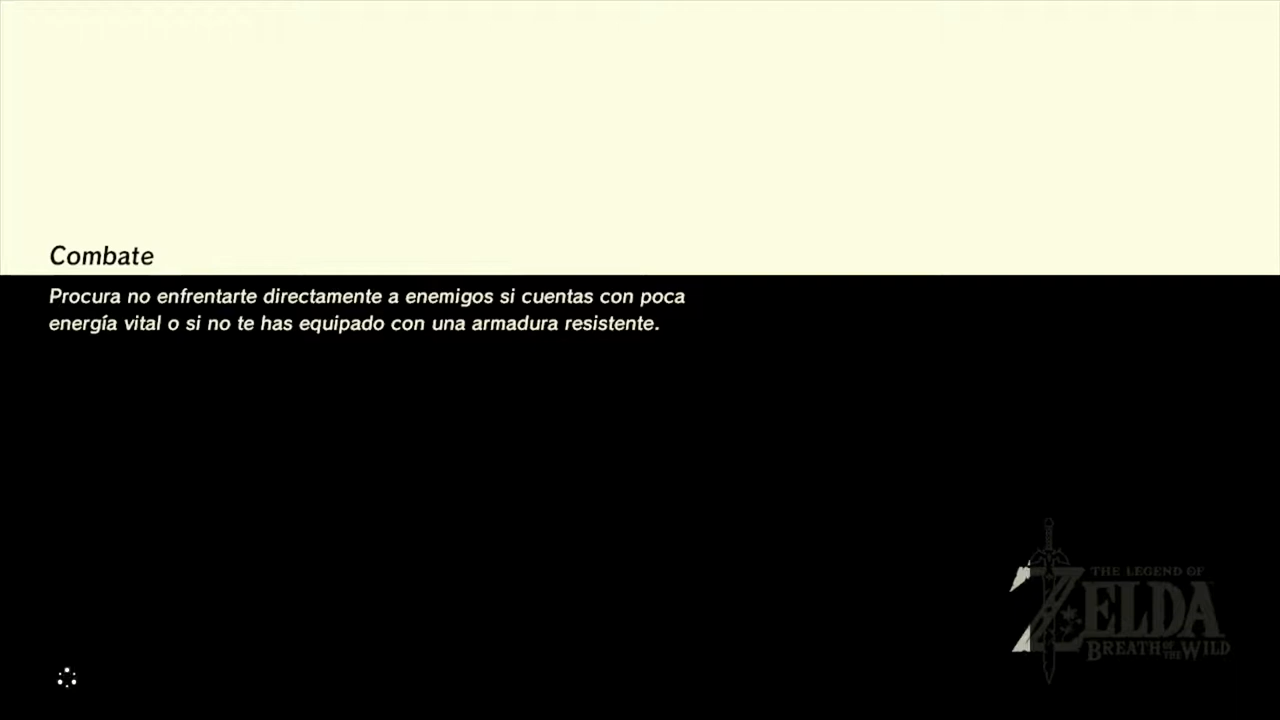 Combate
Procura no enfrentarte directamente a enemigos si cuentas con poca
energía vital o si no te has equipado con una armadura resistente.
THE LEGEND OF
ZELDA
BREATH OF THE WILD